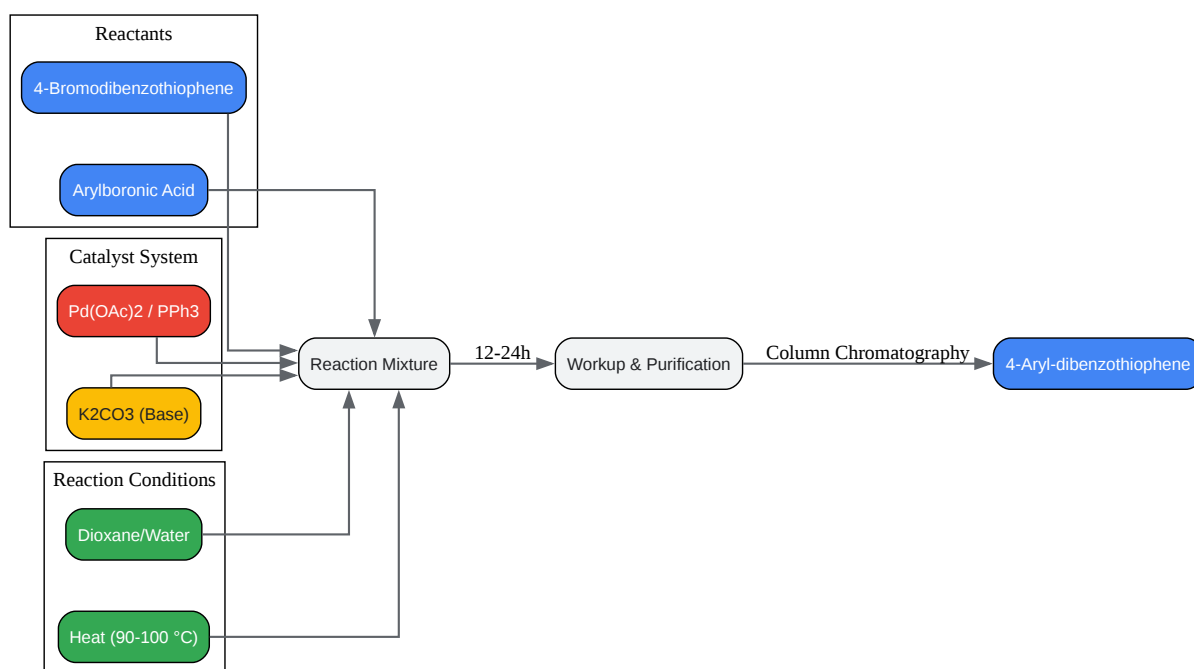 Reactants
4-Bromodibenzothiophene
Arylboronic Acid
Catalyst System
Pd(OAc)2 / PPh3
K2CO3 (Base)
Reaction Conditions
Dioxane/Water
Heat (90-100 °C)
Reaction Mixture
12-24h
Workup & Purification
Column Chromatography
4-Aryl-dibenzothiophene